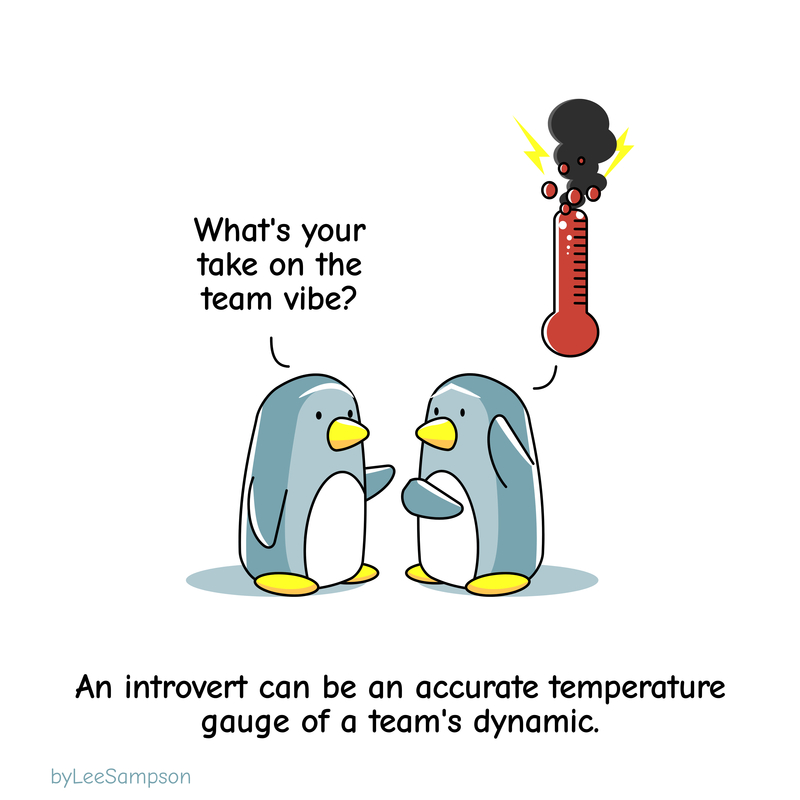 What's your
take on the
team vibe?
An introvert can be an accurate temperature
gauge of a team's dynamic.
byLeeSampson